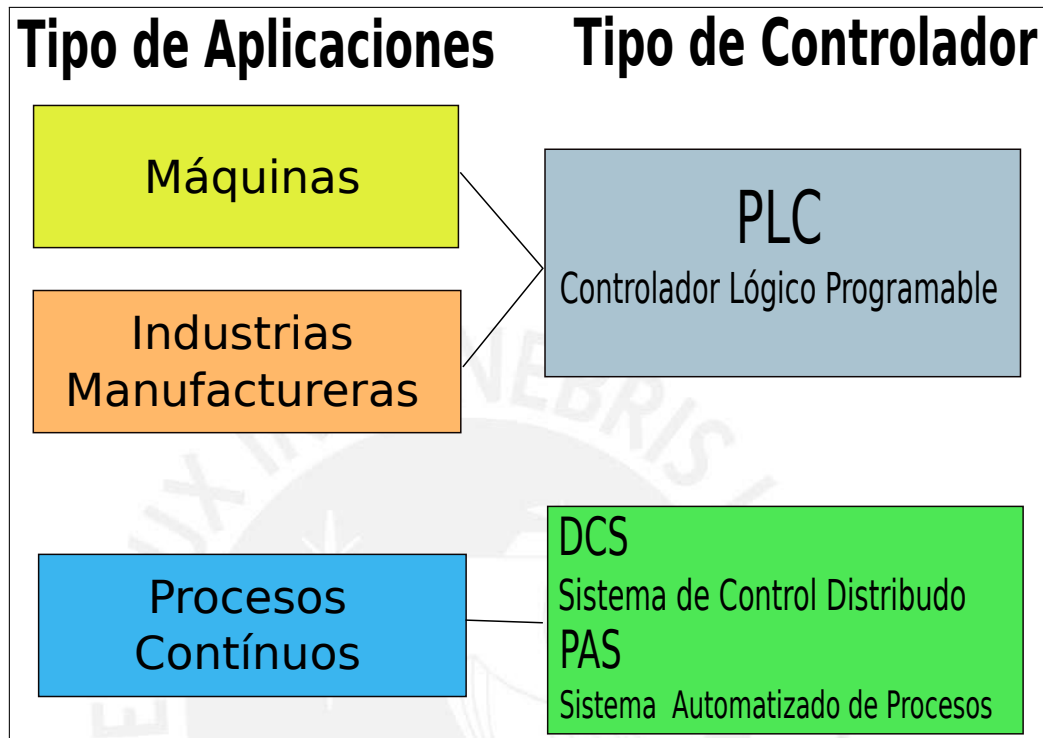 Tipo de Aplicaciones
Tipo de Controlador
Máquinas
PLC
Controlador Lógico Programable
Industrias
Manufactureras
NEBRIS
Procesos
Contínuos
DCS
Sistema de Control Distribudo
PAS
Sistema Automatizado de Procesos